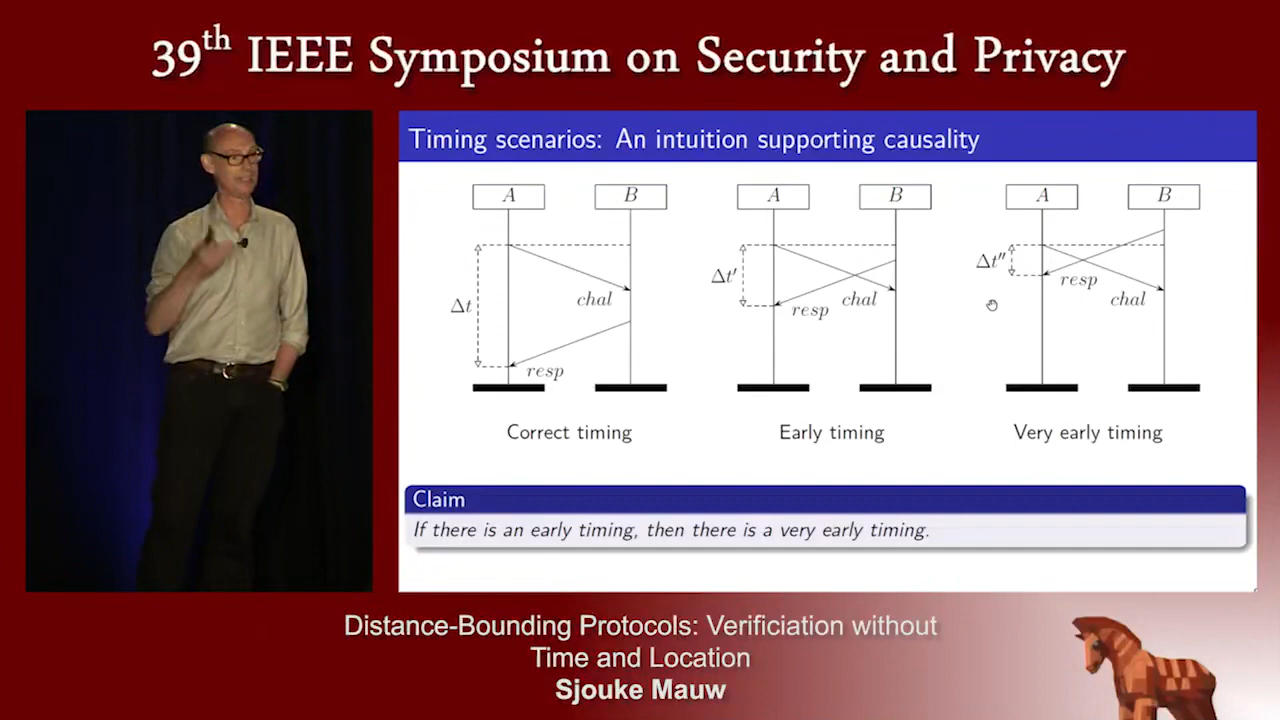 39th IEEE Symposium on Security and Privacy
Timing scenarios: An intuition supporting causality
A B A B A B
Δt Δt′ Δt″
chal resp chal resp resp chal
Correct timing Early timing Very early timing
Claim
If there is an early timing, then there is a very early timing.
Distance-Bounding Protocols: Verificiation without
Time and Location
Sjouke Mauw